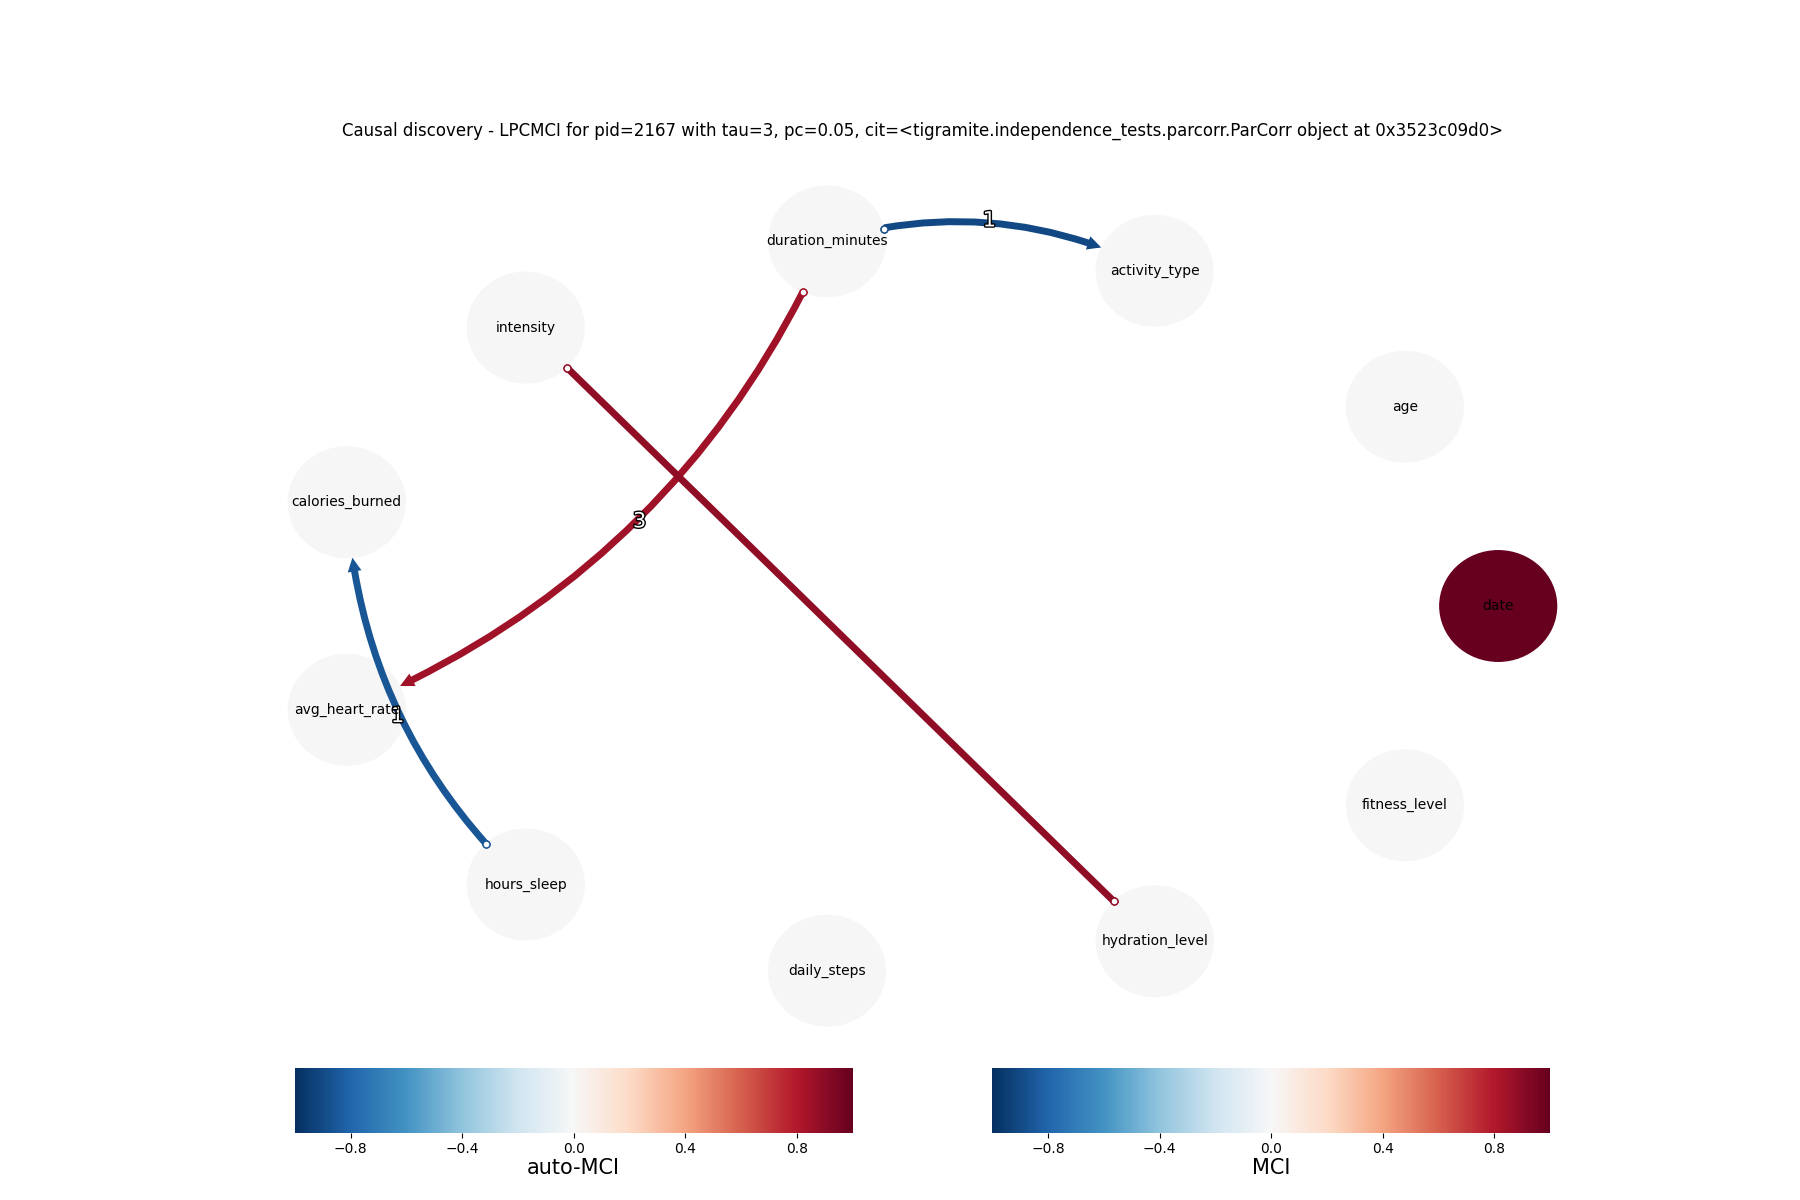 Causal discovery - LPCMCI for pid=2167 with tau=3, pc=0.05, cit=<tigramite.independence_tests.parcorr.ParCorr object at 0x3523c09d0>
1
duration_minutes
activity_type
intensity
age
calories_burned
3
date
avg_heart_rate
1
fitness_level
hours_sleep
hydration_level
daily_steps
−0.8 −0.4 0.0 0.4 0.8
auto-MCI
−0.8 −0.4 0.0 0.4 0.8
MCI